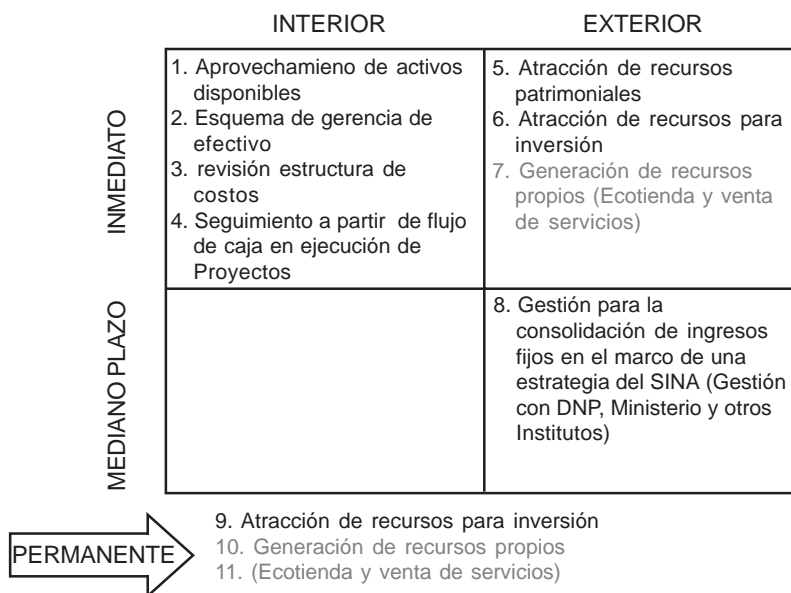 INTERIOR
EXTERIOR
INMEDIATO
1. Aprovechamieno de activos
disponibles
2. Esquema de gerencia de
efectivo
3. revisión estructura de
costos
4. Seguimiento a partir de flujo
de caja en ejecución de
Proyectos
5. Atracción de recursos
patrimoniales
6. Atracción de recursos para
inversión
7. Generación de recursos
propios (Ecotienda y venta
de servicios)
MEDIANO PLAZO
8. Gestión para la
consolidación de ingresos
fijos en el marco de una
estrategia del SINA (Gestión
con DNP, Ministerio y otros
Institutos)
PERMANENTE
9. Atracción de recursos para inversión
10. Generación de recursos propios
11. (Ecotienda y venta de servicios)